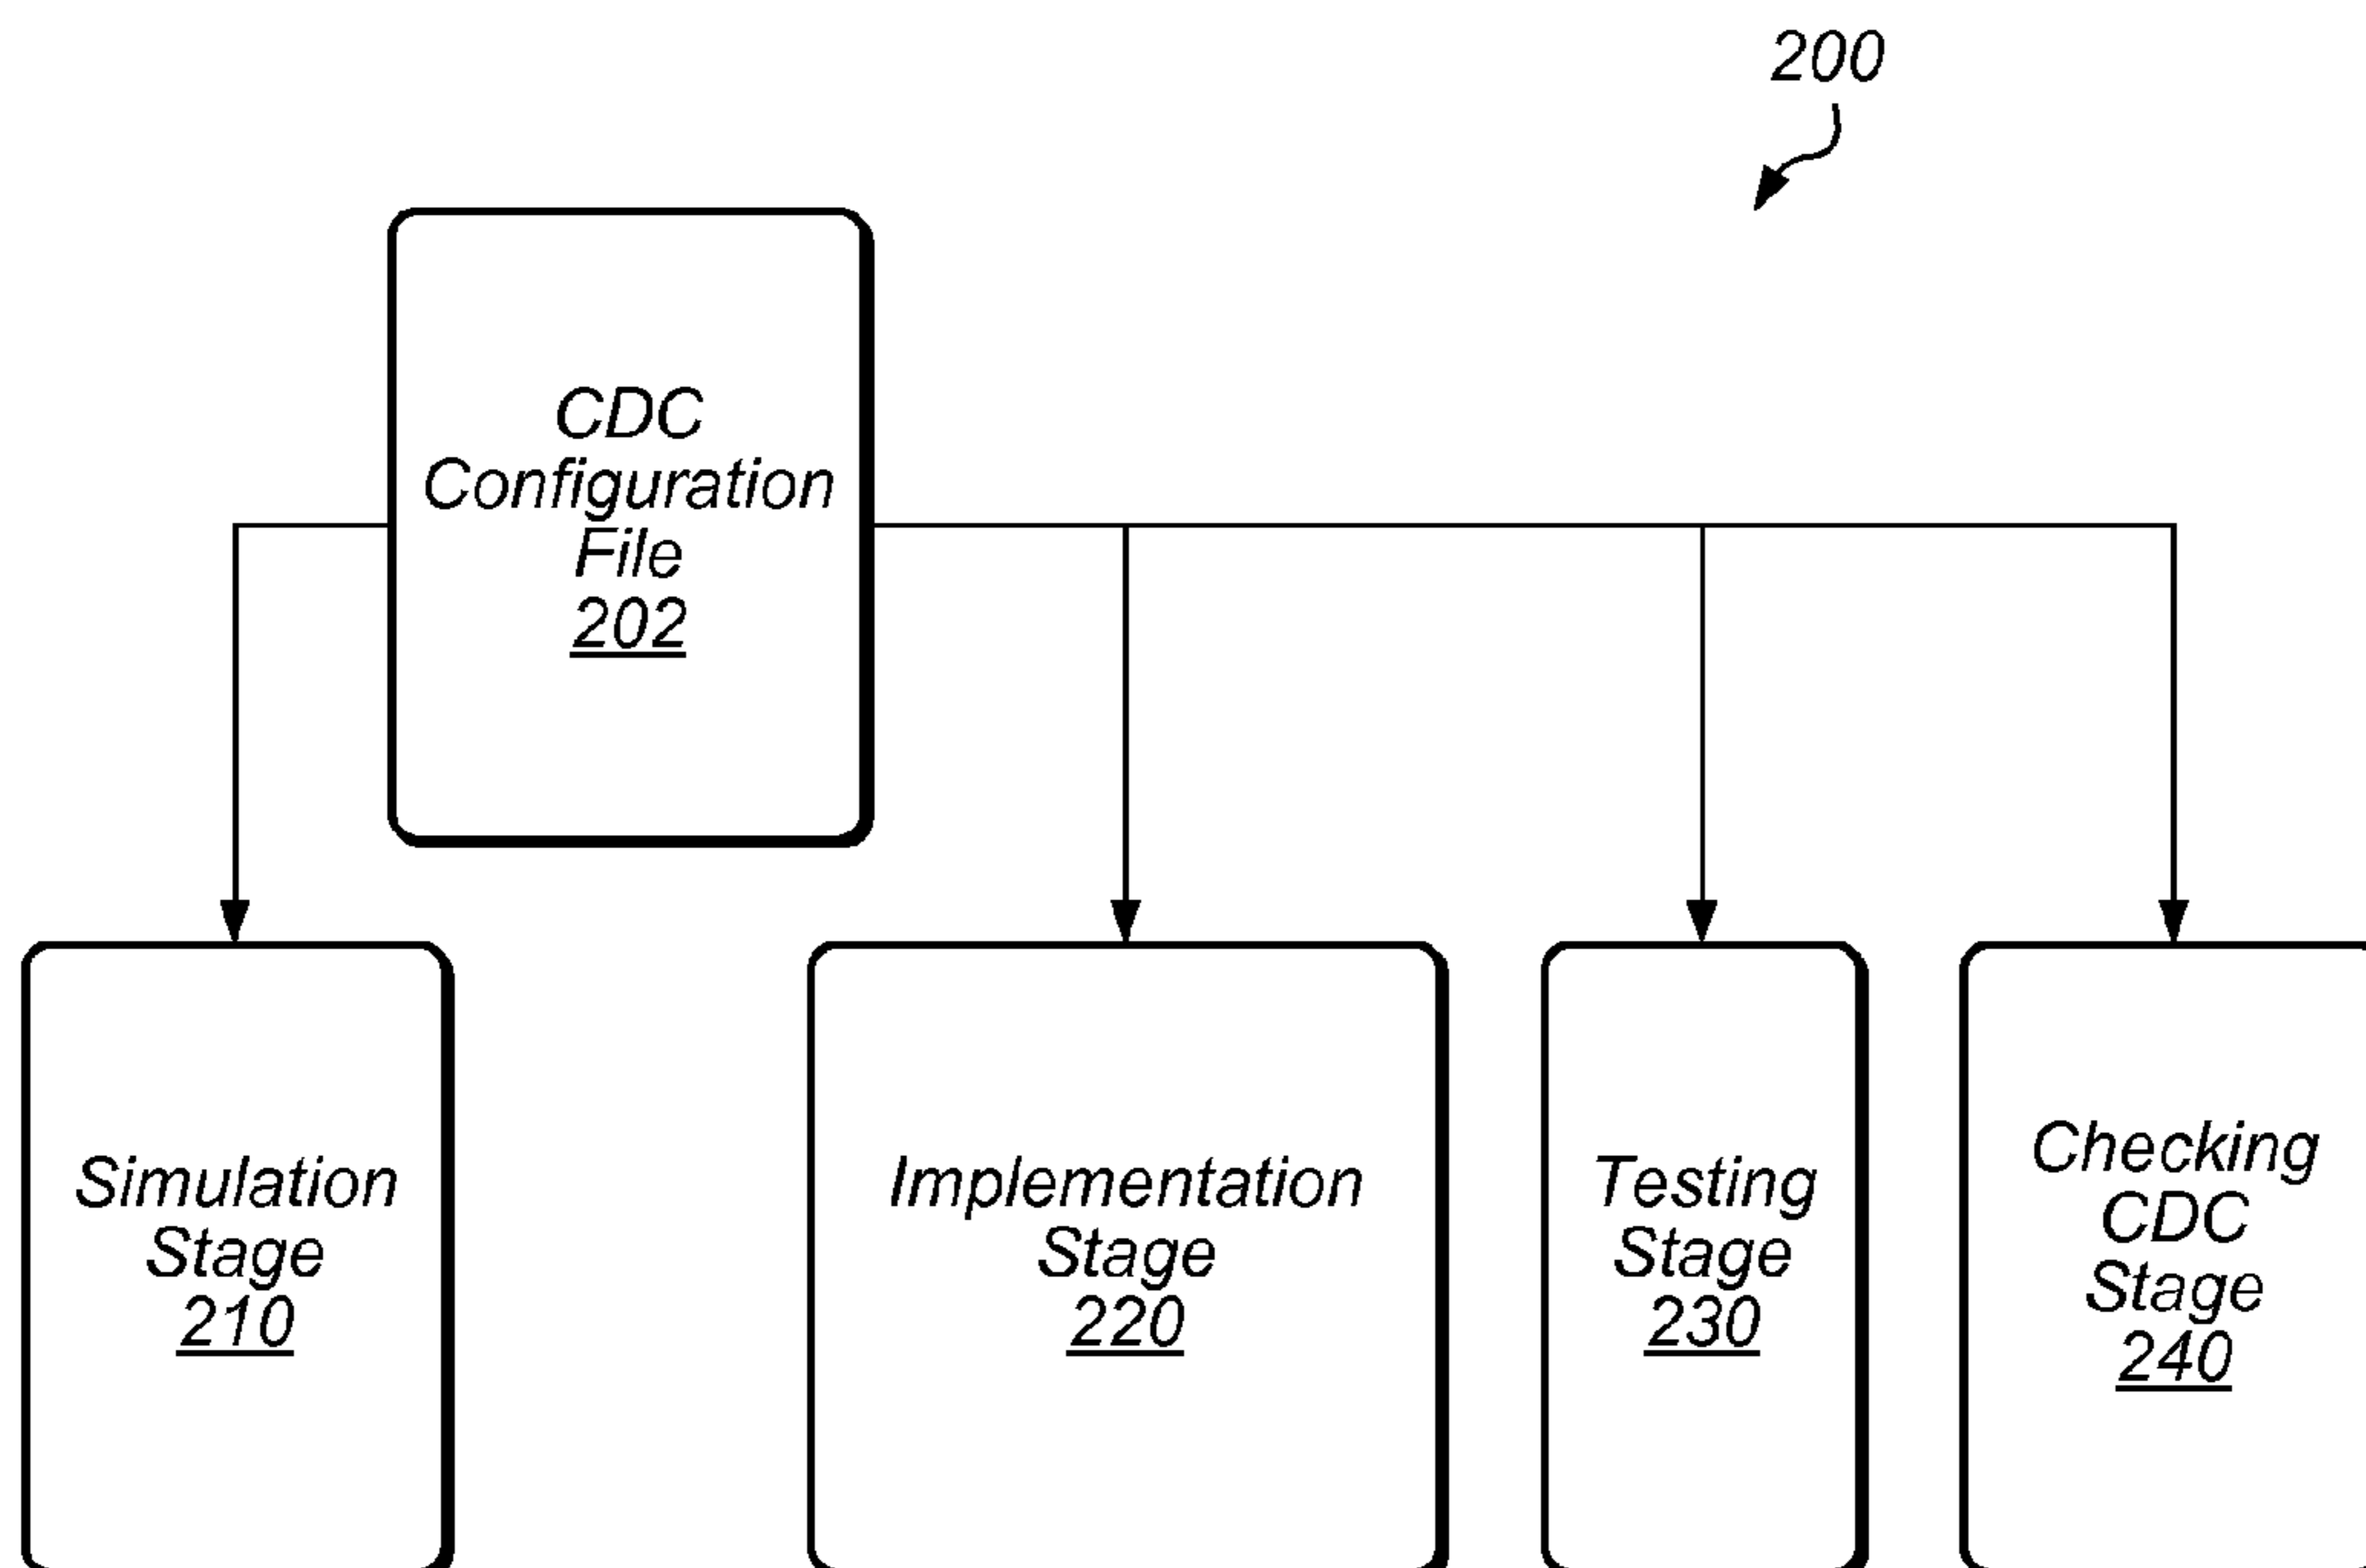 200
CDC
Configuration
File
202
Simulation
Stage
210
Implementation
Stage
220
Testing
Stage
230
Checking
CDC
Stage
240